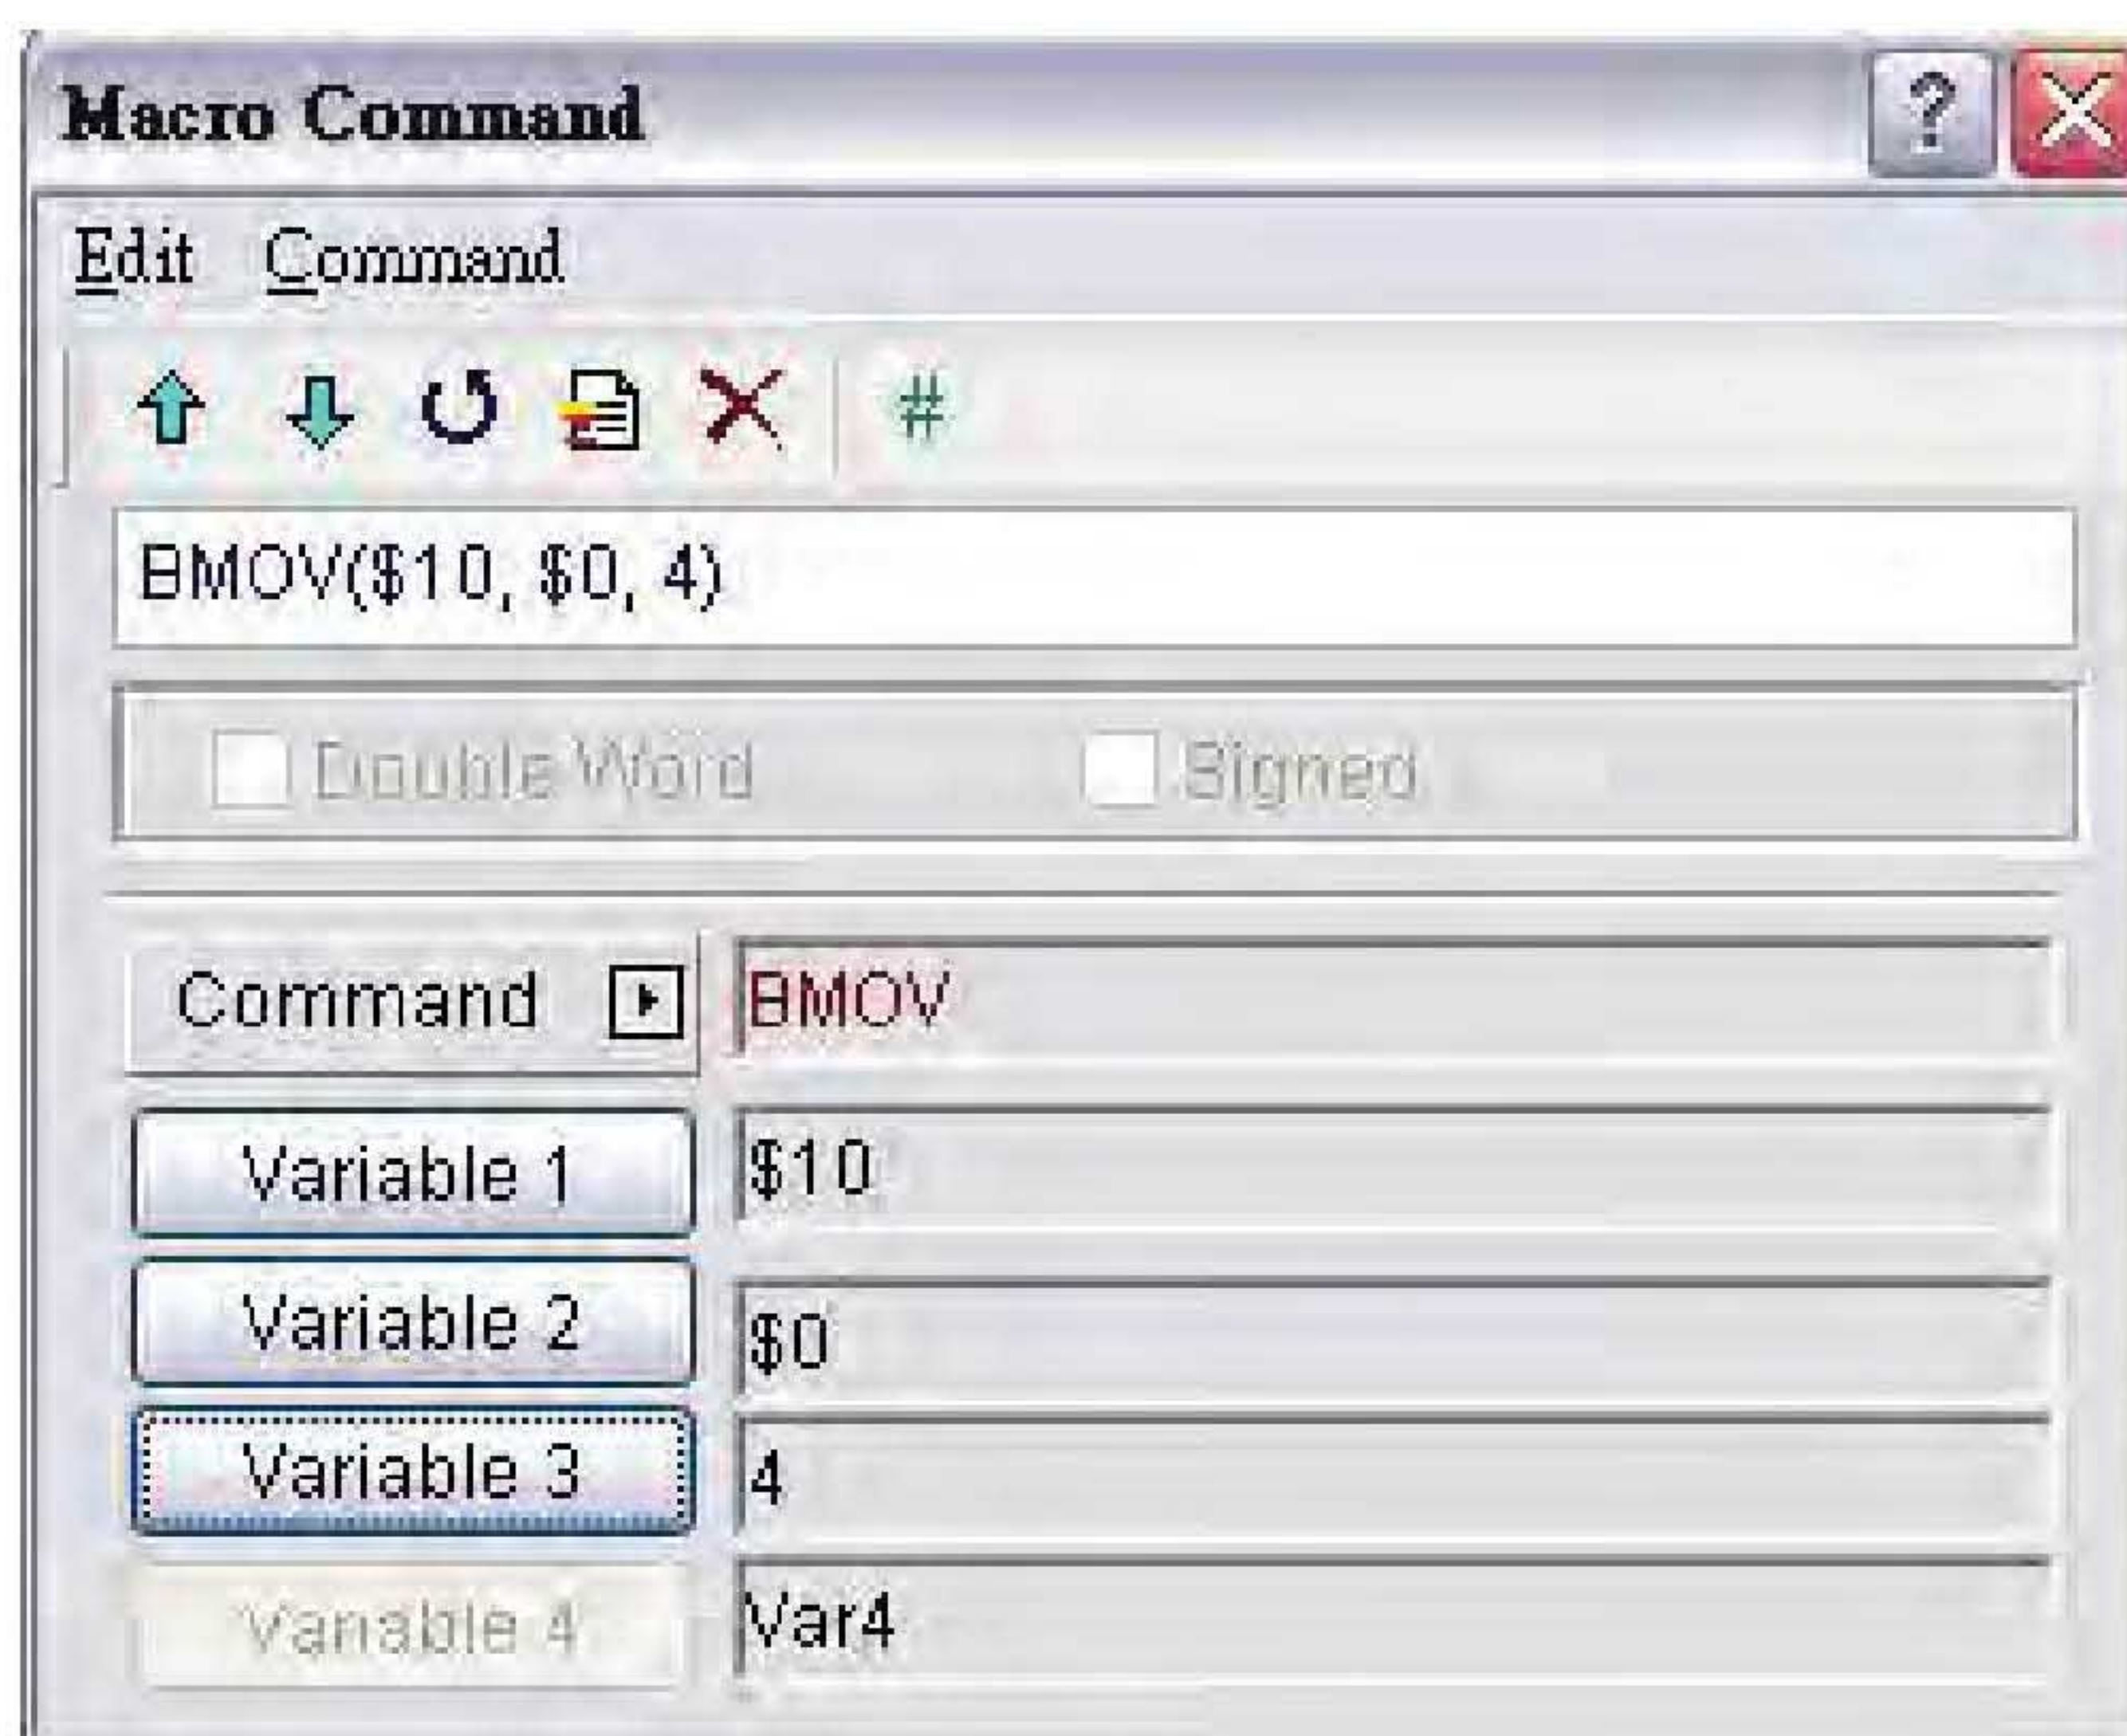 Macro Command
?
Edit Command
#
BMOV($10, $0, 4)
Double Word Signed
Command BMOV
Variable 1 $10
Variable 2 $0
Variable 3 4
Variable 4 Var4